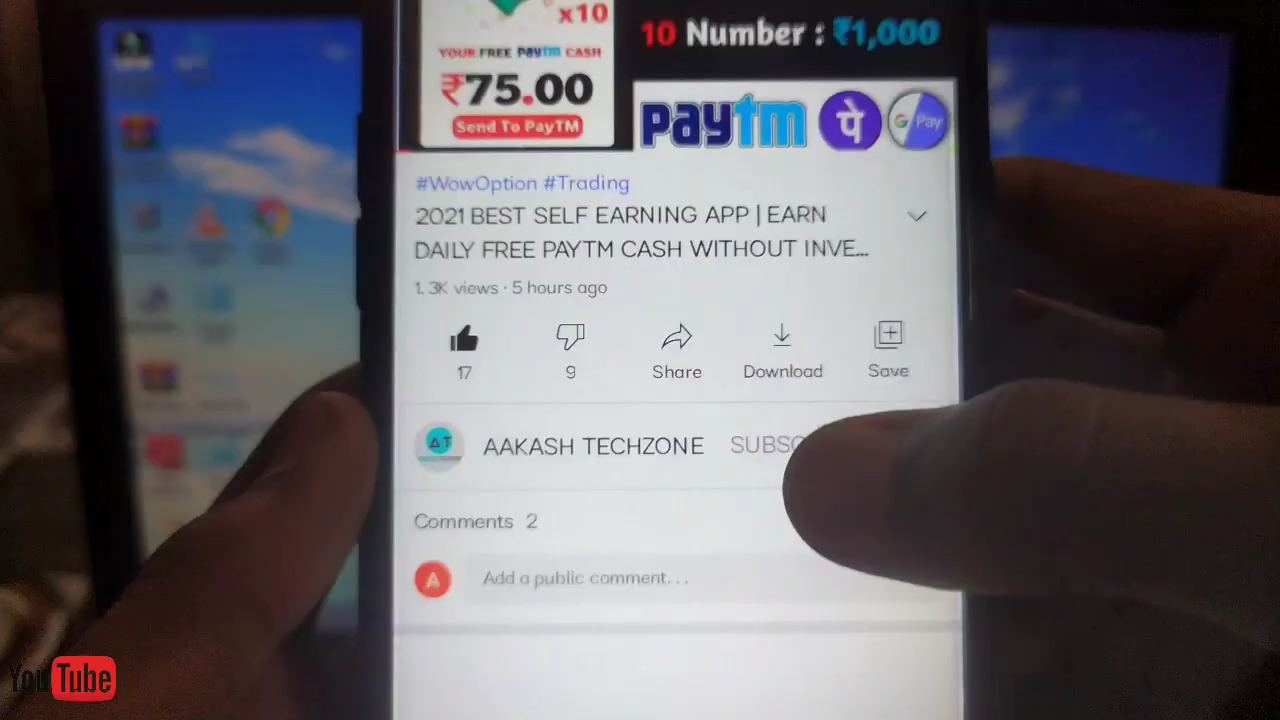 x10
YOUR FREE Paytm CASH
₹75.00
Send To PayTM
10 Number : ₹1,000
paytm पे G Pay
#WowOption #Trading
2021 BEST SELF EARNING APP | EARN
DAILY FREE PAYTM CASH WITHOUT INVE...
1.3K views · 5 hours ago
17 9 Share Download Save
AT AAKASH TECHZONE SUBSC
Comments 2
A Add a public comment...
YouTube